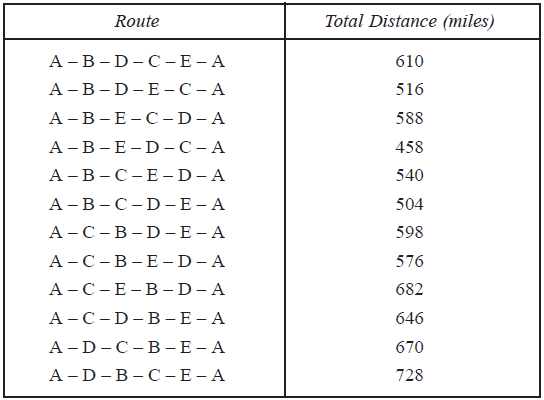 Route Total Distance (miles)
A – B – D – C – E – A 610
A – B – D – E – C – A 516
A – B – E – C – D – A 588
A – B – E – D – C – A 458
A – B – C – E – D – A 540
A – B – C – D – E – A 504
A – C – B – D – E – A 598
A – C – B – E – D – A 576
A – C – E – B – D – A 682
A – C – D – B – E – A 646
A – D – C – B – E – A 670
A – D – B – C – E – A 728